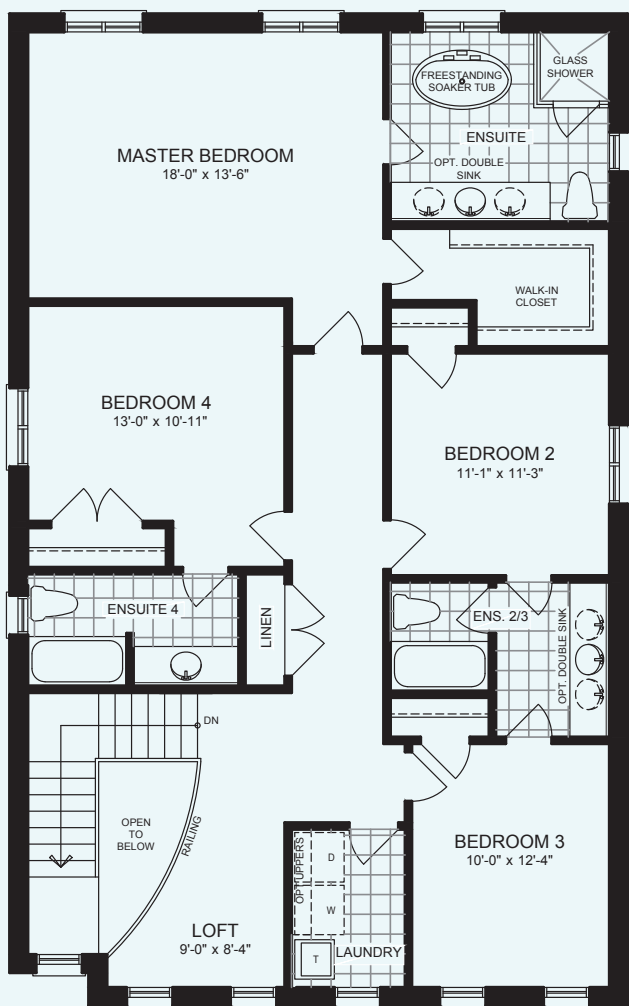 GLASS
SHOWER
FREESTANDING
SOAKER TUB
ENSUITE
OPT. DOUBLE
SINK
MASTER BEDROOM
18'-0" x 13'-6"
WALK-IN
CLOSET
BEDROOM 4
13'-0" x 10'-11"
BEDROOM 2
11'-1" x 11'-3"
ENSUITE 4
LINEN
ENS. 2/3
OPT. DOUBLE SINK
DN
OPEN
TO
BELOW
RAILING
LOFT
9'-0" x 8'-4"
OPT UPPERS
D
W
T
LAUNDRY
BEDROOM 3
10'-0" x 12'-4"